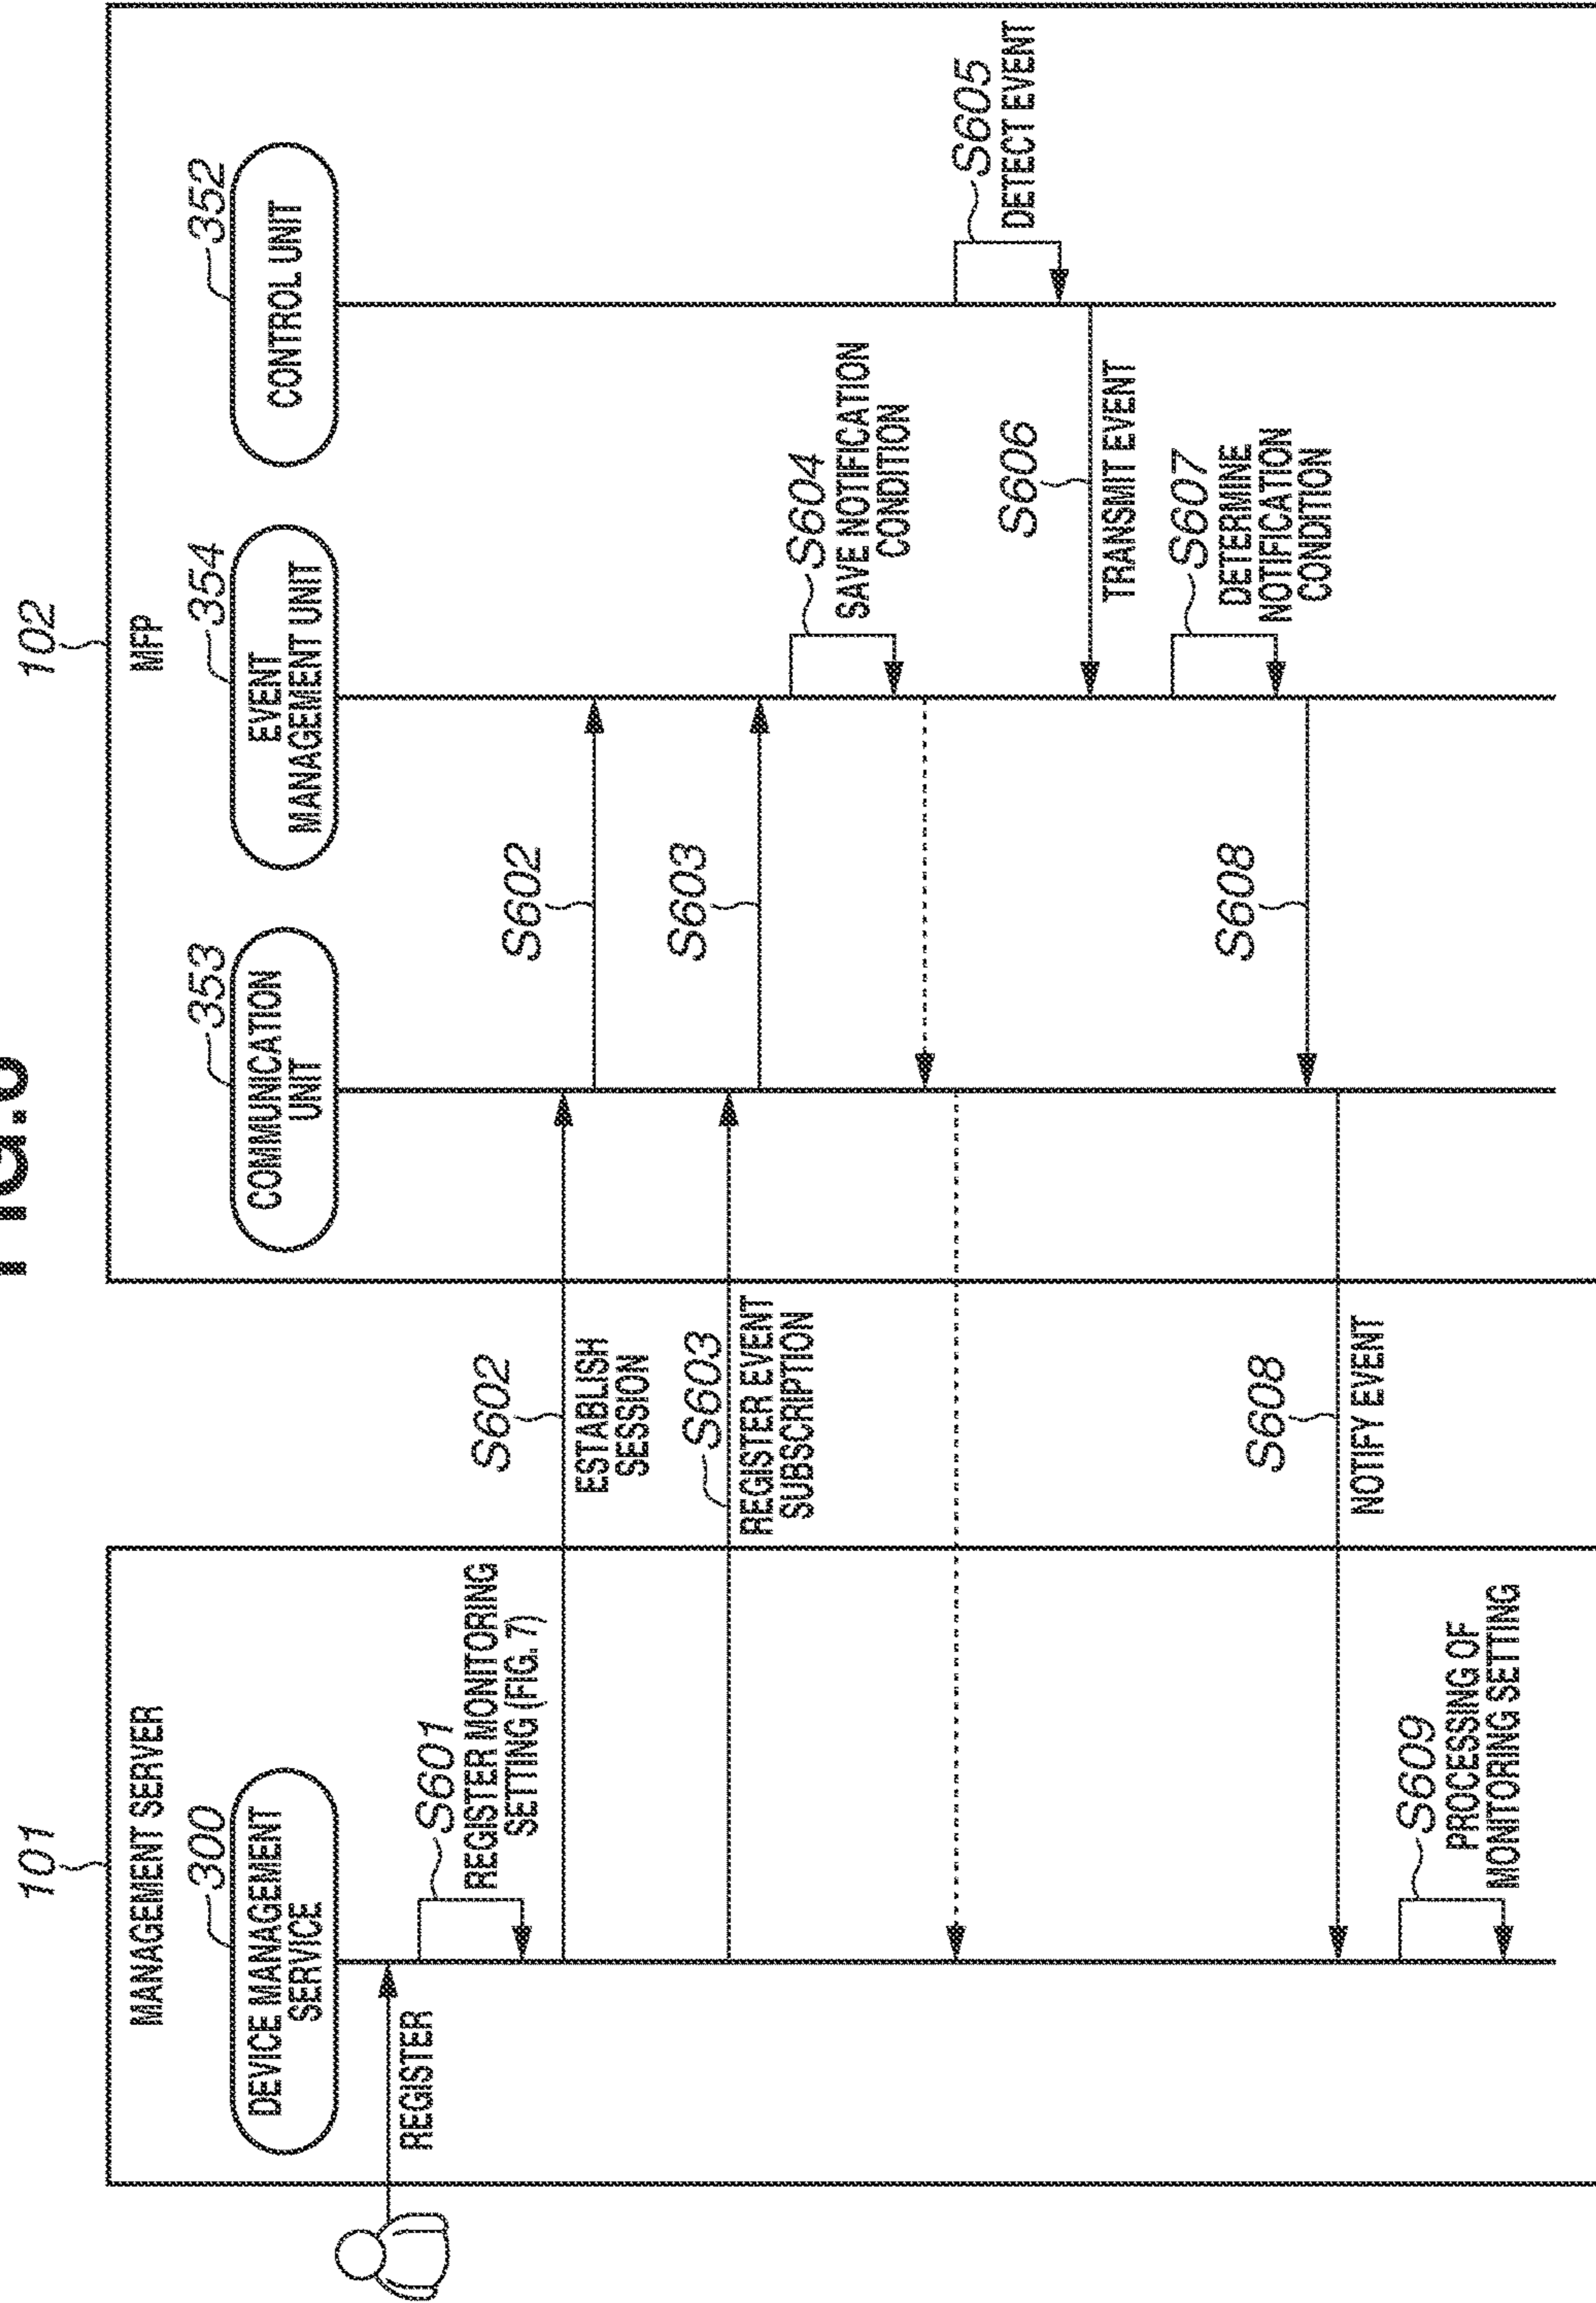 101
102
MANAGEMENT SERVER
MFP
300
353
354
352
DEVICE MANAGEMENT
SERVICE
COMMUNICATION
UNIT
EVENT
MANAGEMENT UNIT
CONTROL UNIT
REGISTER
S601
REGISTER MONITORING
SETTING (FIG. 7)
S602
ESTABLISH
SESSION
S602
S603
REGISTER EVENT
SUBSCRIPTION
S603
S604
SAVE NOTIFICATION
CONDITION
S605
DETECT EVENT
S606
TRANSMIT EVENT
S607
DETERMINE
NOTIFICATION
CONDITION
S608
S608
NOTIFY EVENT
S609
PROCESSING OF
MONITORING SETTING